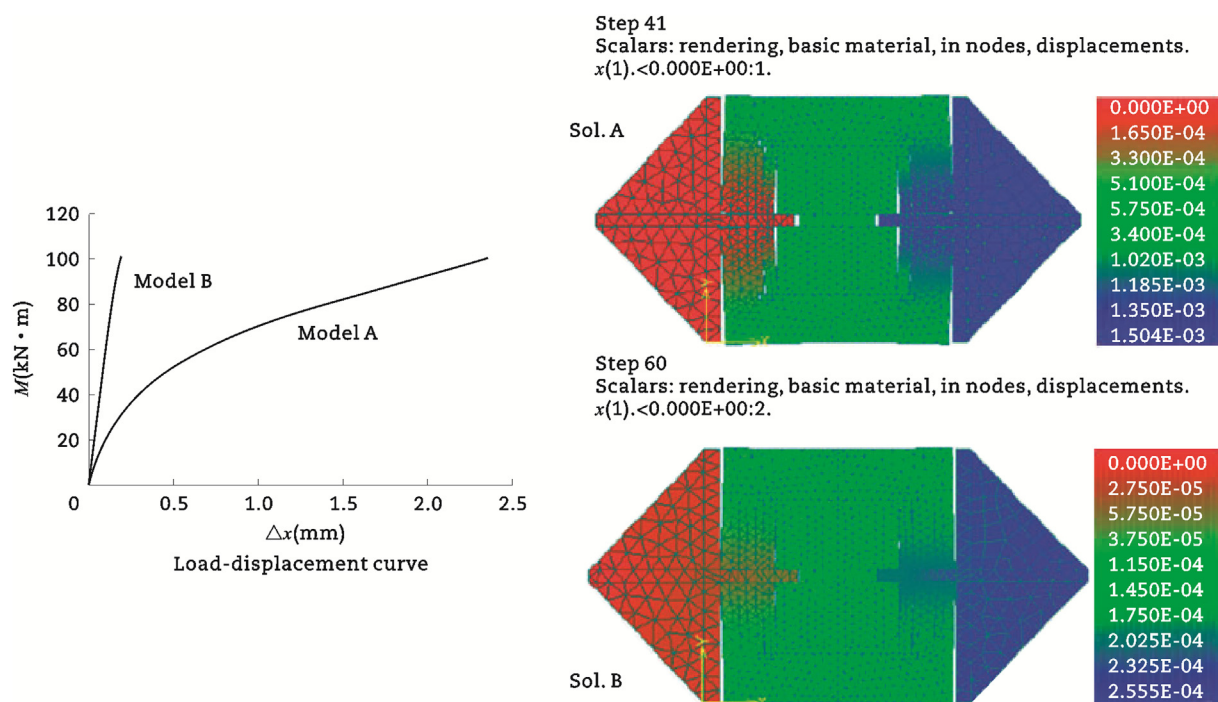 M(kN · m)
120
100
80
60
40
20
0
0.5
1.0
1.5
2.0
2.5
Model B
Model A
△x(mm)
Load-displacement curve
Step 41
Scalars: rendering, basic material, in nodes, displacements.
x(1).<0.000E+00:1.
Sol. A
Y
X
0.000E+00
1.650E-04
3.300E-04
5.100E-04
5.750E-04
3.400E-04
1.020E-03
1.185E-03
1.350E-03
1.504E-03
Step 60
Scalars: rendering, basic material, in nodes, displacements.
x(1).<0.000E+00:2.
Sol. B
Y
0.000E+00
2.750E-05
5.750E-05
3.750E-05
1.150E-04
1.450E-04
1.750E-04
2.025E-04
2.325E-04
2.555E-04